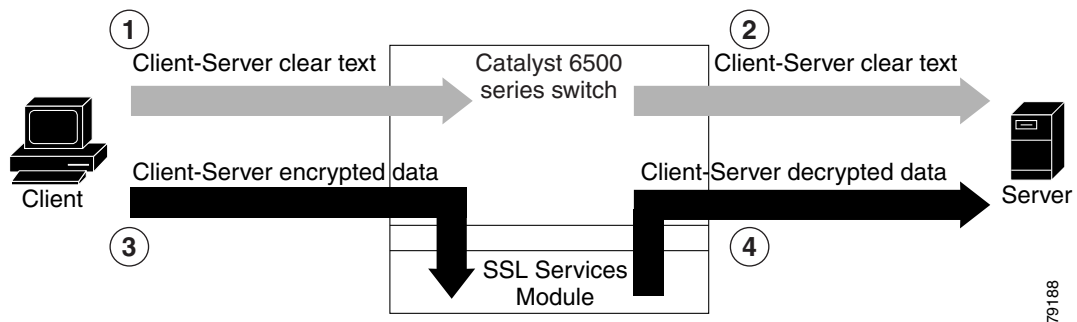 1
2
Client-Server clear text
Catalyst 6500
series switch
Client-Server clear text
Client-Server encrypted data
Client-Server decrypted data
Client
Server
3
4
SSL Services
Module
79188